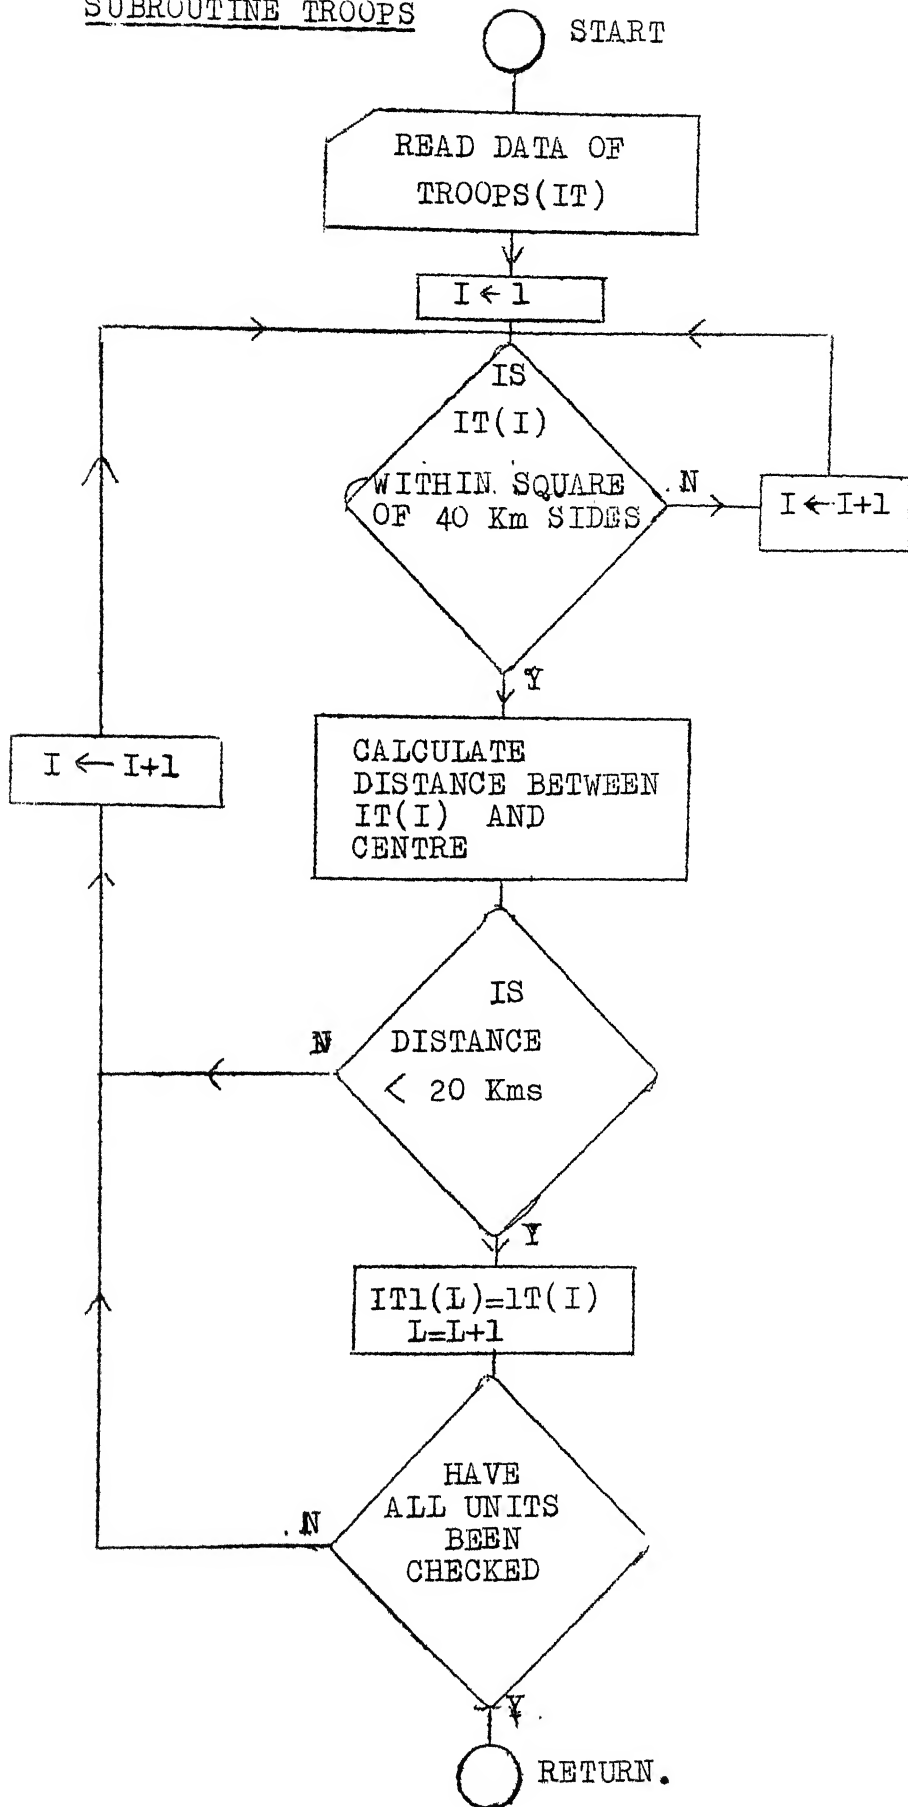 SUBROUTINE TROOPS
START
READ DATA OF
TROOPS(IT)
I ← 1
IS
IT(I)
WITHIN SQUARE
OF 40 Km SIDES
N
I ← I+1
Y
CALCULATE
DISTANCE BETWEEN
IT(I) AND
CENTRE
I ← I+1
IS
DISTANCE
< 20 Kms
N
Y
IT1(L)=1T(I)
L=L+1
HAVE
ALL UNITS
BEEN
CHECKED
N
Y
RETURN.